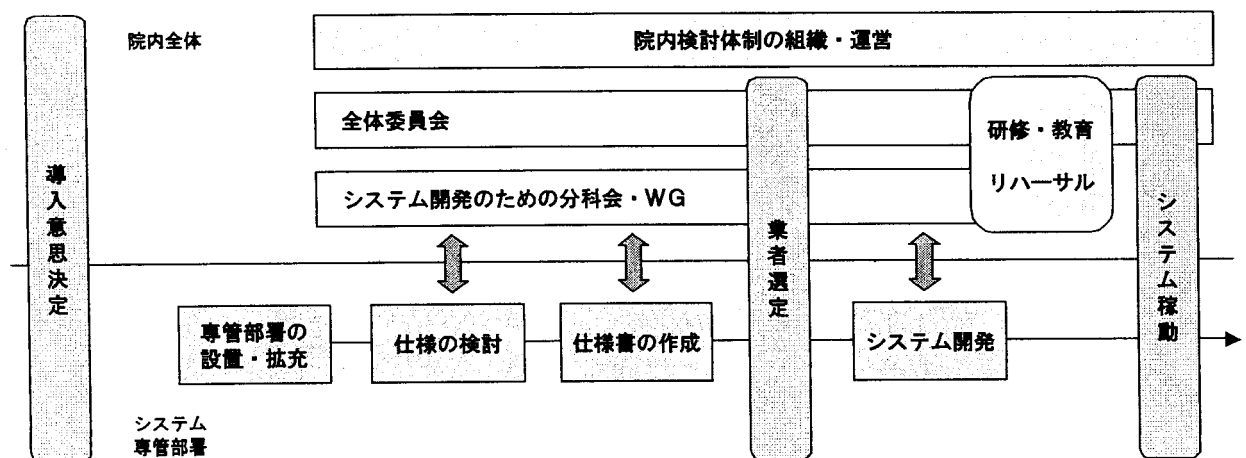 院内全体
院内検討体制の組織・運営
全体委員会
研修・教育
リハーサル
システム開発のための分科会・WG
導入意思決定
業者選定
システム稼動
専管部署の
設置・拡充
仕様の検討
仕様書の作成
システム開発
システム
専管部署